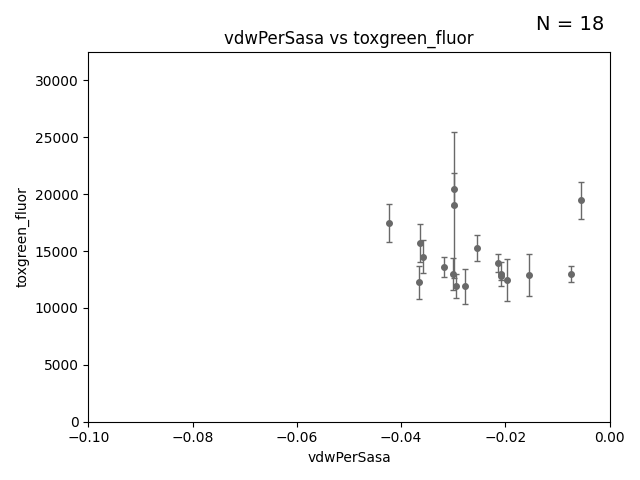 N = 18
vdwPerSasa vs toxgreen_fluor
30000
25000
20000
15000
10000
5000
0
toxgreen_fluor
−0.10 −0.08 −0.06 −0.04 −0.02 0.00
vdwPerSasa